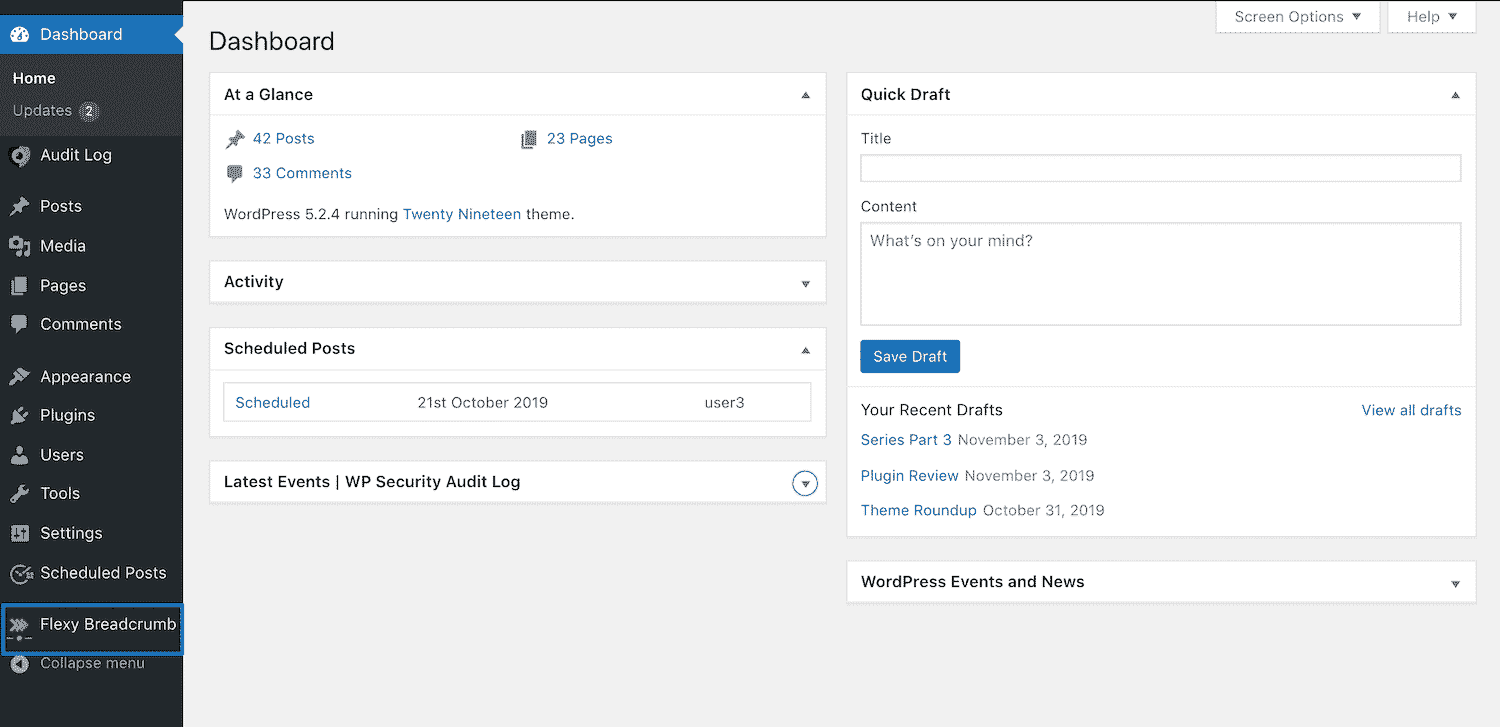 Dashboard
Home
Updates 2
Audit Log
Posts
Media
Pages
Comments
Appearance
Plugins
Users
Tools
Settings
Scheduled Posts
Flexy Breadcrumb
Collapse menu
Screen Options
Help
Dashboard
At a Glance
42 Posts
23 Pages
33 Comments
WordPress 5.2.4 running Twenty Nineteen theme.
Activity
Scheduled Posts
Scheduled 21st October 2019 user3
Latest Events | WP Security Audit Log
Quick Draft
Title
Content
What's on your mind?
Save Draft
Your Recent Drafts View all drafts
Series Part 3 November 3, 2019
Plugin Review November 3, 2019
Theme Roundup October 31, 2019
WordPress Events and News